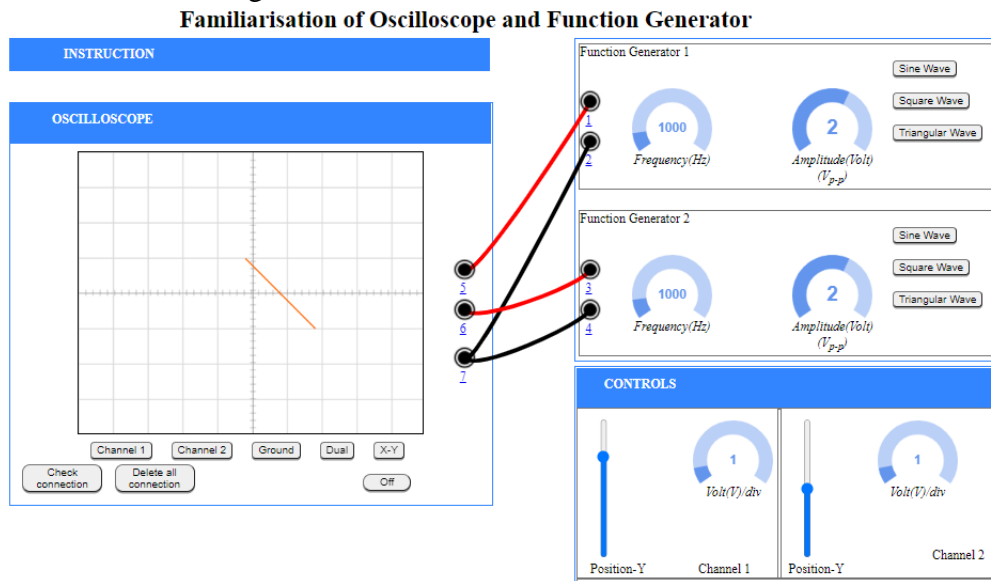 Familiarisation of Oscilloscope and Function Generator
INSTRUCTION
OSCILLOSCOPE
5
6
7
Channel 1
Channel 2
Ground
Dual
X-Y
Check
connection
Delete all
connection
Off
Function Generator 1
1
2
1000
Frequency(Hz)
2
Amplitude(Volt)
(Vp-p)
Sine Wave
Square Wave
Triangular Wave
Function Generator 2
3
4
1000
Frequency(Hz)
2
Amplitude(Volt)
(Vp-p)
Sine Wave
Square Wave
Triangular Wave
CONTROLS
1
Volt(V)/div
Position-Y
Channel 1
1
Volt(V)/div
Position-Y
Channel 2